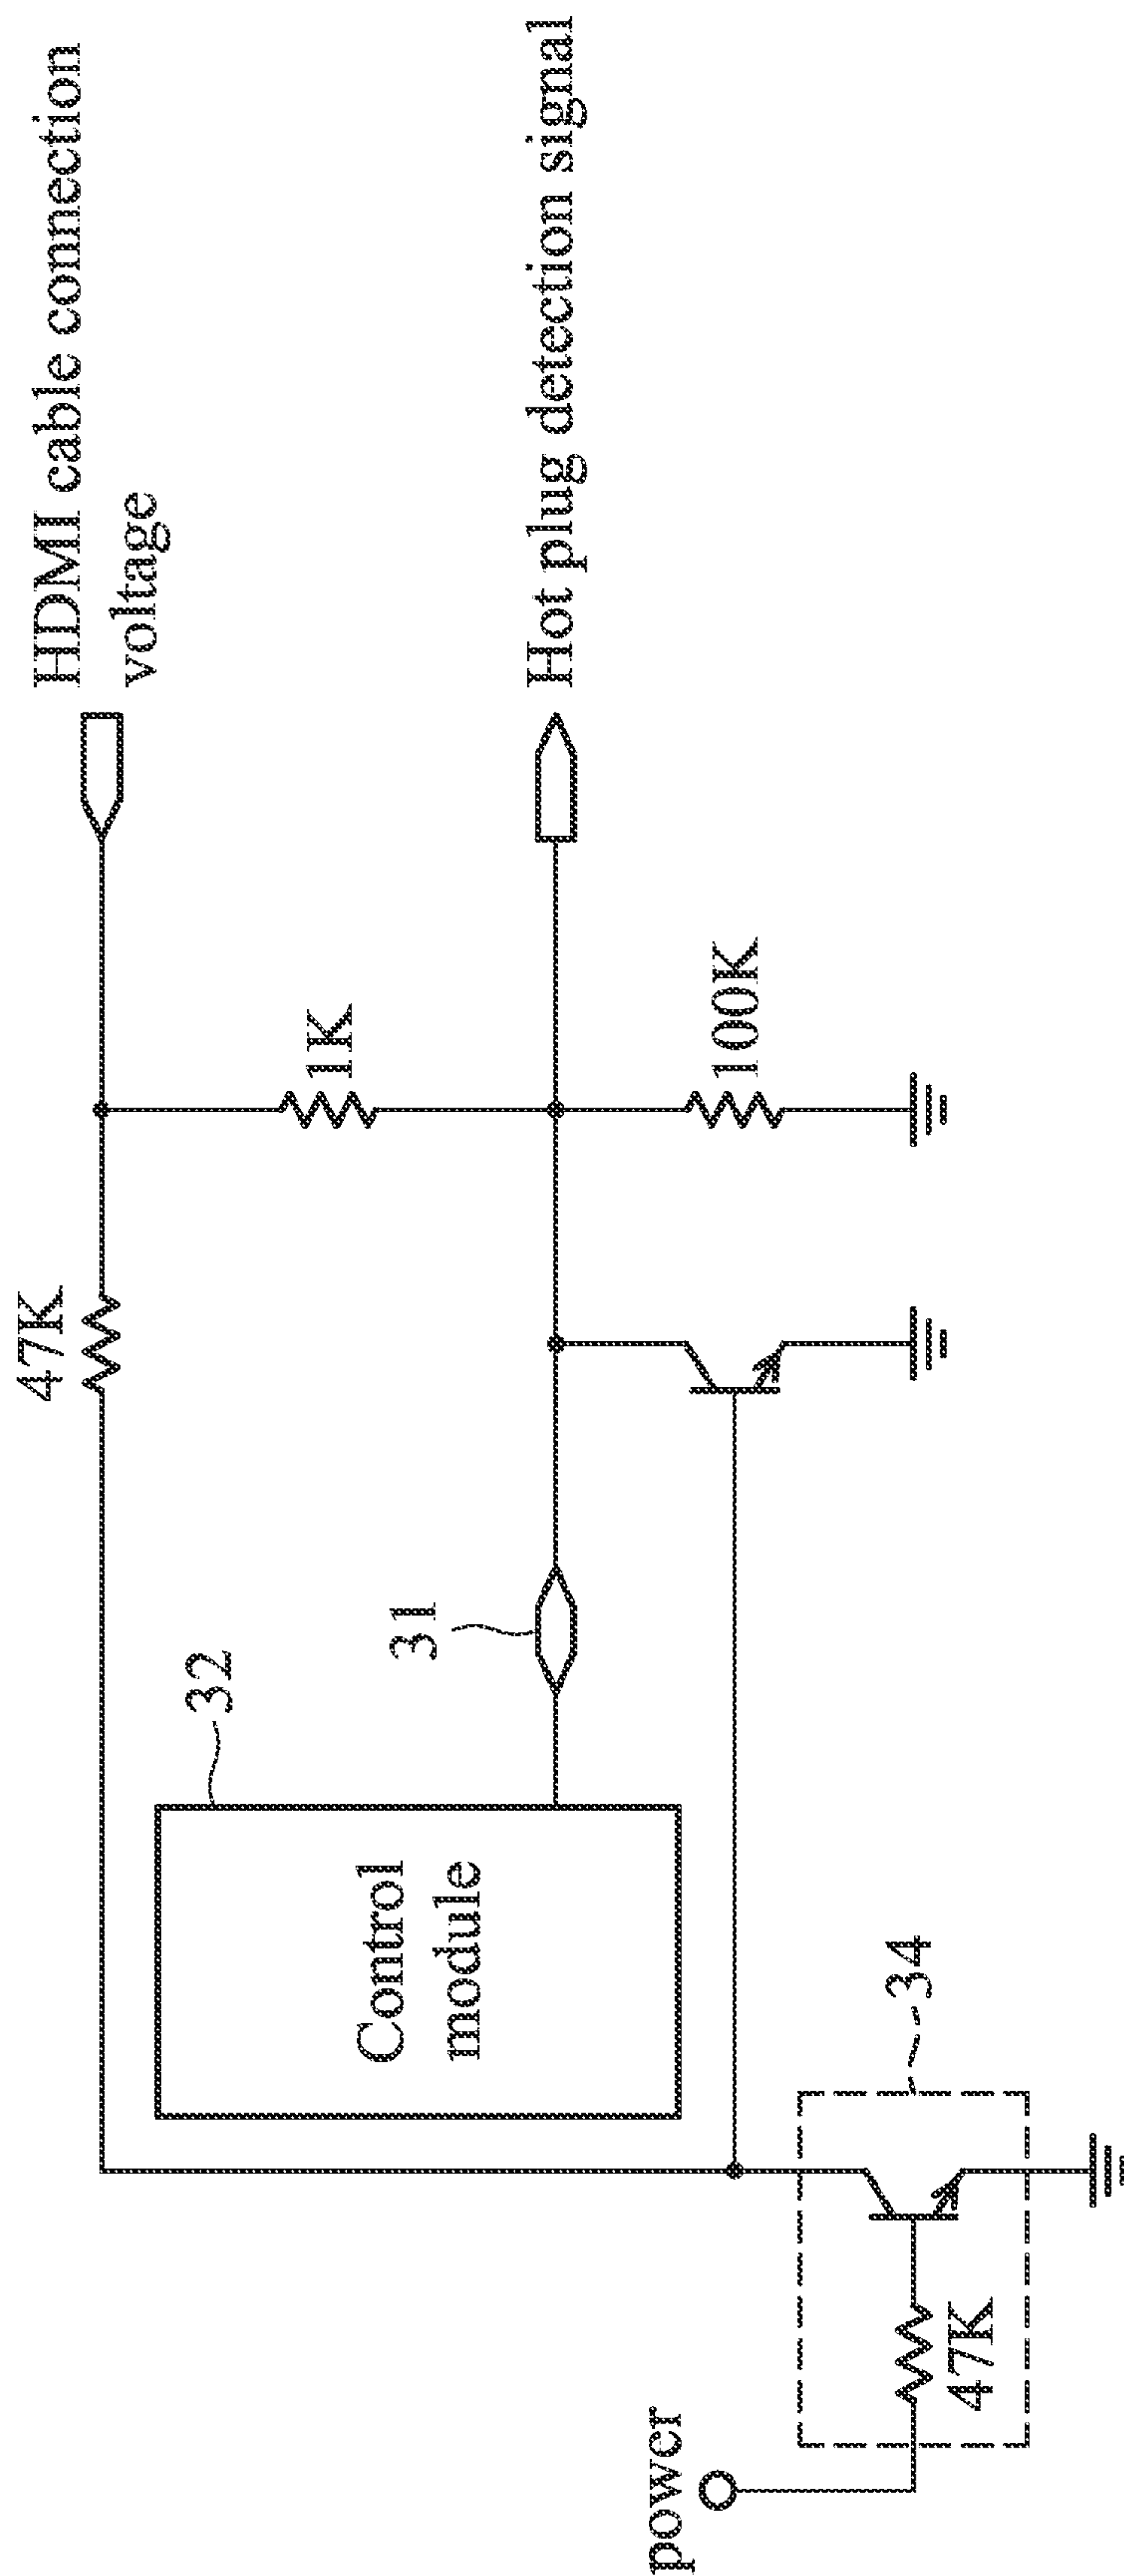 HDMI cable connection
voltage
47K
1K
Hot plug detection signal
100K
31
32
Control
module
34
power
47K